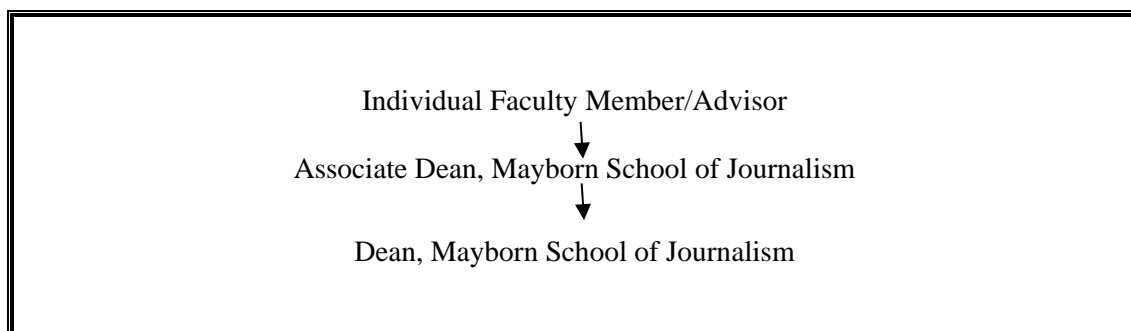 Individual Faculty Member/Advisor
Associate Dean, Mayborn School of Journalism
Dean, Mayborn School of Journalism